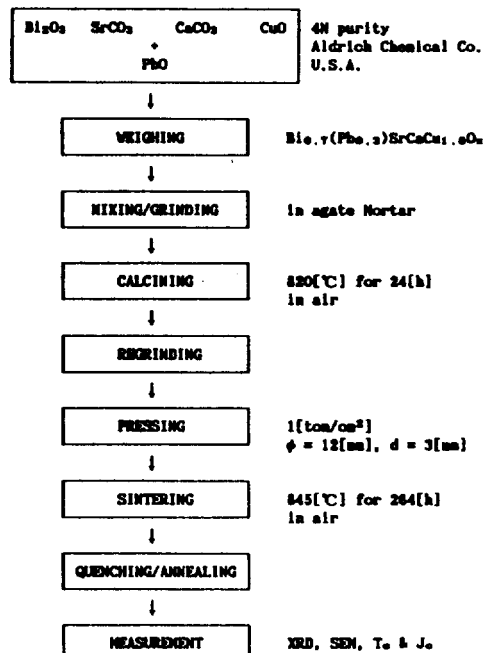 Bi₂O₃ SrCO₃ CaCO₃ CuO
+
PbO
4N purity
Aldrich Chemical Co.
U.S.A.
↓
WEIGHING
Bi₀.₇(Pb₀.₃)SrCaCu₁.₈Oₓ
↓
MIXING/GRINDING
in agate Mortar
↓
CALCINING
820[℃] for 24[h]
in air
↓
REGRINDING
↓
PRESSING
1[ton/cm²]
ϕ = 12[mm], d = 3[mm]
↓
SINTERING
845[℃] for 264[h]
in air
↓
QUENCHING/ANNEALING
↓
MEASUREMENT
XRD, SEM, T꜀ & J꜀